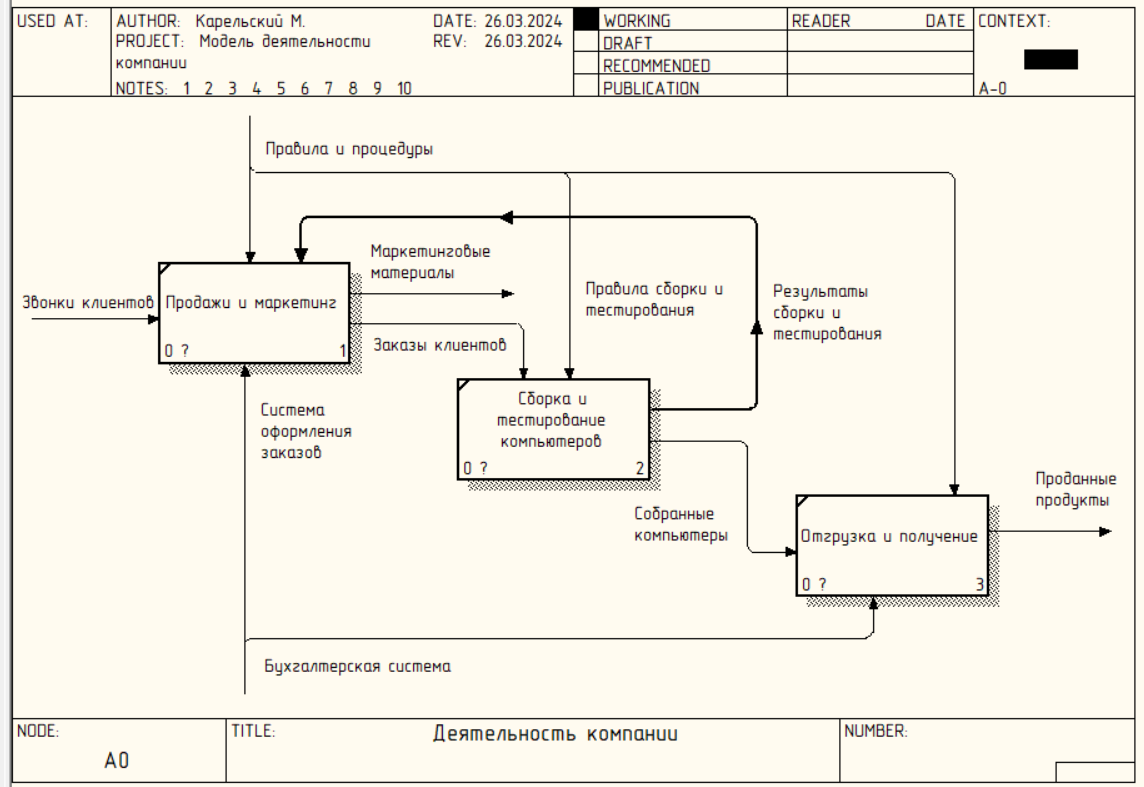 USED AT:
AUTHOR: Карельский М.
DATE: 26.03.2024
PROJECT: Модель деятельности
компании
REV: 26.03.2024
NOTES: 1 2 3 4 5 6 7 8 9 10
WORKING
DRAFT
RECOMMENDED
PUBLICATION
READER
DATE
CONTEXT:
A-0
Правила и процедуры
Маркетинговые
материалы
Звонки клиентов
Продажи и маркетинг
0 ?
1
Правила сборки и
тестирования
Результаты
сборки и
тестирования
Заказы клиентов
Система
оформления
заказов
Сборка и
тестирование
компьютеров
0 ?
2
Собранные
компьютеры
Проданные
продукты
Отгрузка и получение
0 ?
3
Бухгалтерская система
NODE:
A0
TITLE:
Деятельность компании
NUMBER: